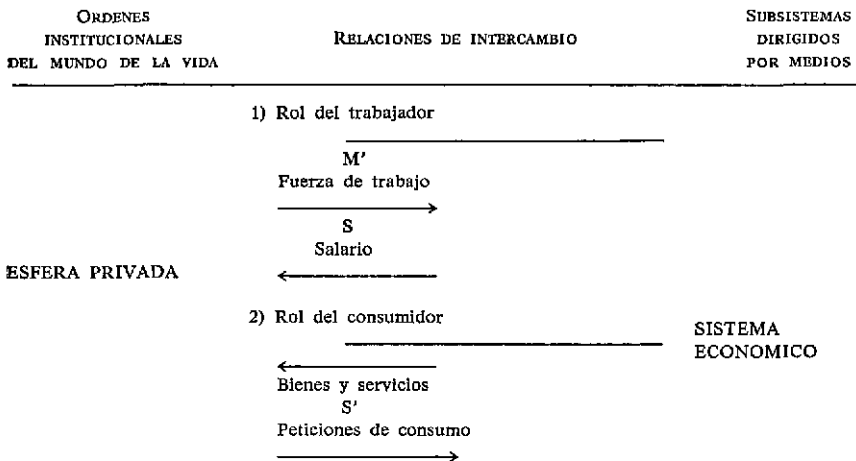 ORDENES
INSTITUCIONALES
DEL MUNDO DE LA VIDA
RELACIONES DE INTERCAMBIO
SUBSISTEMAS
DIRIGIDOS
POR MEDIOS
1) Rol del trabajador
M'
Fuerza de trabajo
S
Salario
ESFERA PRIVADA
2) Rol del consumidor
SISTEMA
ECONOMICO
Bienes y servicios
S'
Peticiones de consumo